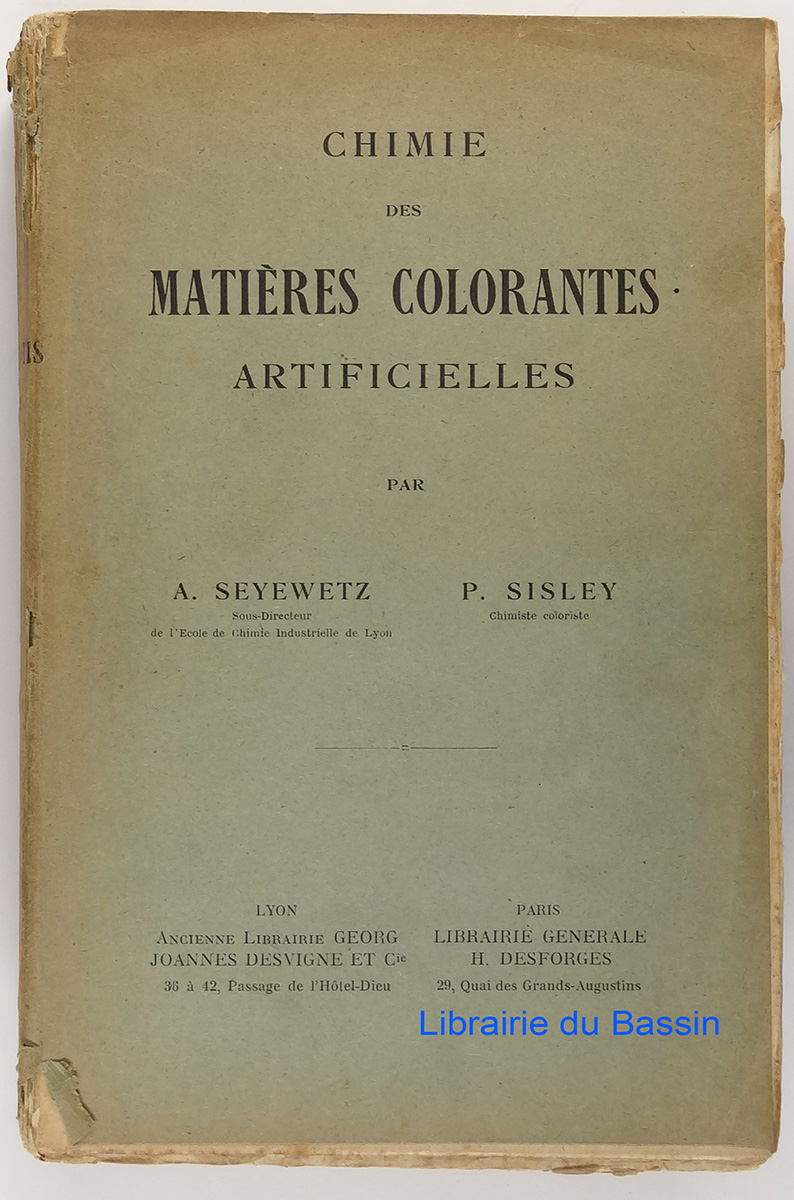 CHIMIE
DES
MATIÈRES COLORANTES
ARTIFICIELLES
PAR
A. SEYEWETZ
Sous-Directeur
de l'Ecole de Chimie Industrielle de Lyon
P. SISLEY
Chimiste coloriste
LYON
ANCIENNE LIBRAIRIE GEORG
JOANNES DESVIGNE ET Cie
36 à 42, Passage de l'Hôtel-Dieu
PARIS
LIBRAIRIE GENERALE
H. DESFORGES
29, Quai des Grands-Augustins
Librairie du Bassin